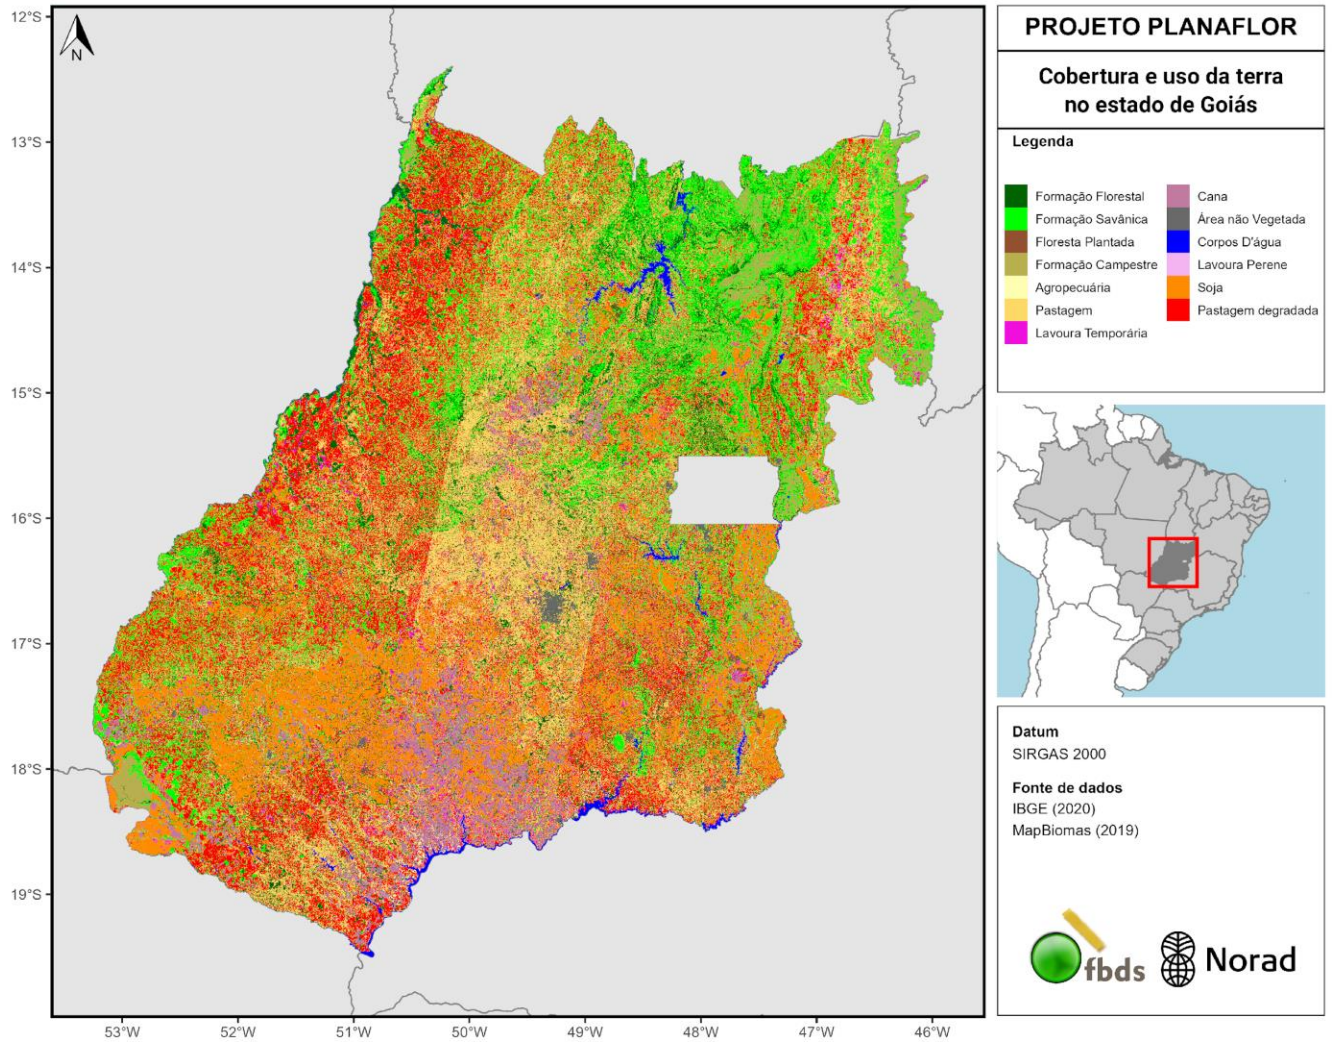 12°S
13°S
14°S
15°S
16°S
17°S
18°S
19°S
N
53°W
52°W
51°W
50°W
49°W
48°W
47°W
46°W
PROJETO PLANAFLOR
Cobertura e uso da terra
no estado de Goiás
Legenda
Formação Florestal
Formação Savânica
Floresta Plantada
Formação Campestre
Agropecuária
Pastagem
Lavoura Temporária
Cana
Área não Vegetada
Corpos D'água
Lavoura Perene
Soja
Pastagem degradada
Datum
SIRGAS 2000
Fonte de dados
IBGE (2020)
MapBiomas (2019)
fbds
Norad